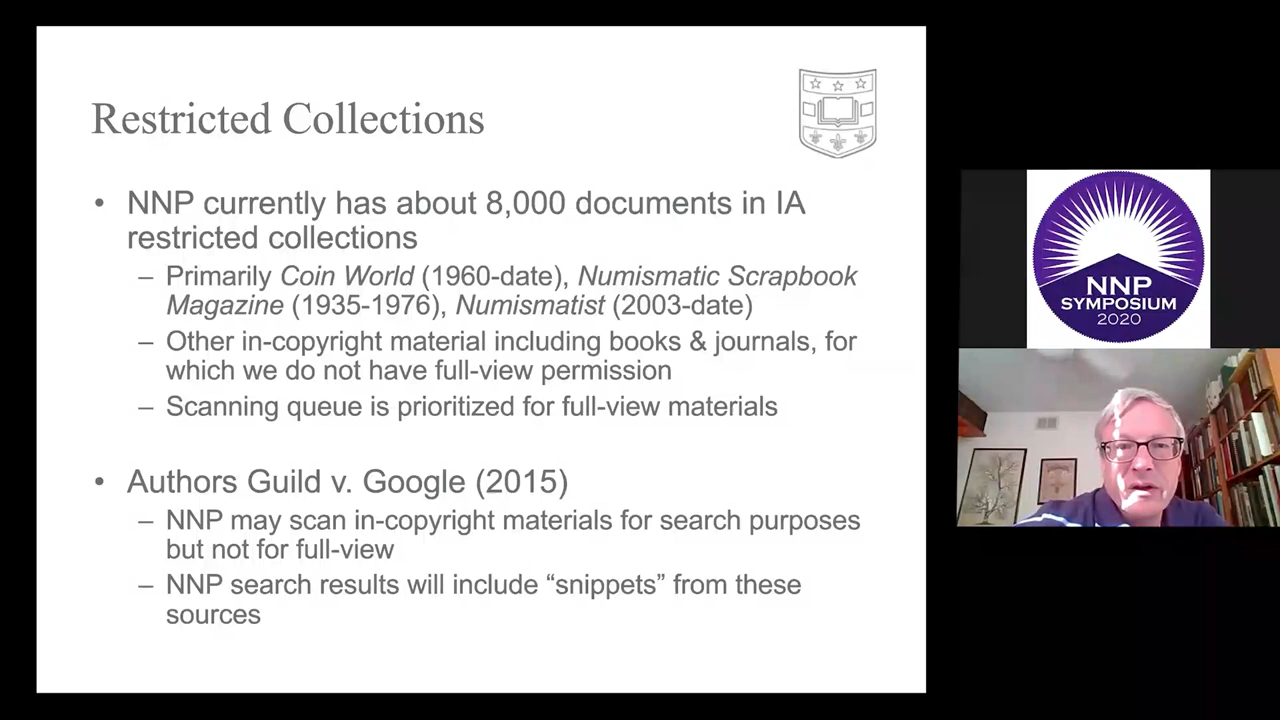 Restricted Collections
• NNP currently has about 8,000 documents in IA
restricted collections
– Primarily Coin World (1960-date), Numismatic Scrapbook
Magazine (1935-1976), Numismatist (2003-date)
– Other in-copyright material including books & journals, for
which we do not have full-view permission
– Scanning queue is prioritized for full-view materials
• Authors Guild v. Google (2015)
– NNP may scan in-copyright materials for search purposes
but not for full-view
– NNP search results will include “snippets” from these
sources
NNP
SYMPOSIUM
2020